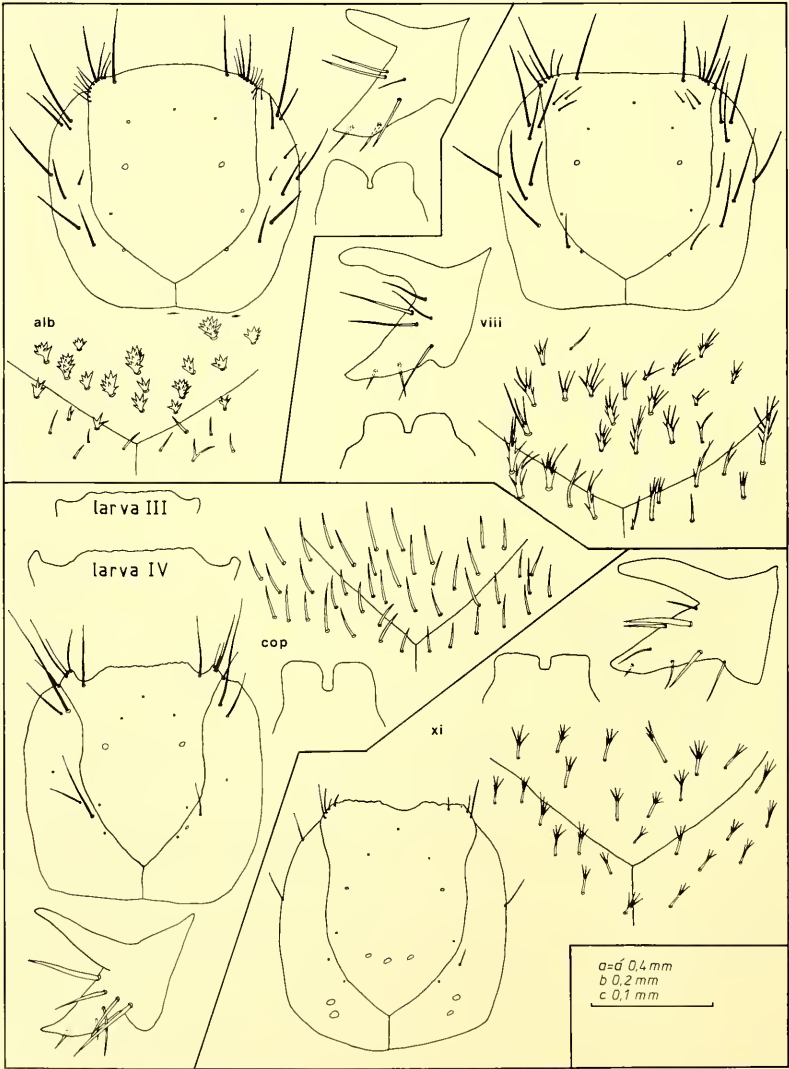 alb
viii
larva III
larva IV
cop
xi
a=á 0,4 mm
b 0,2 mm
c 0,1 mm